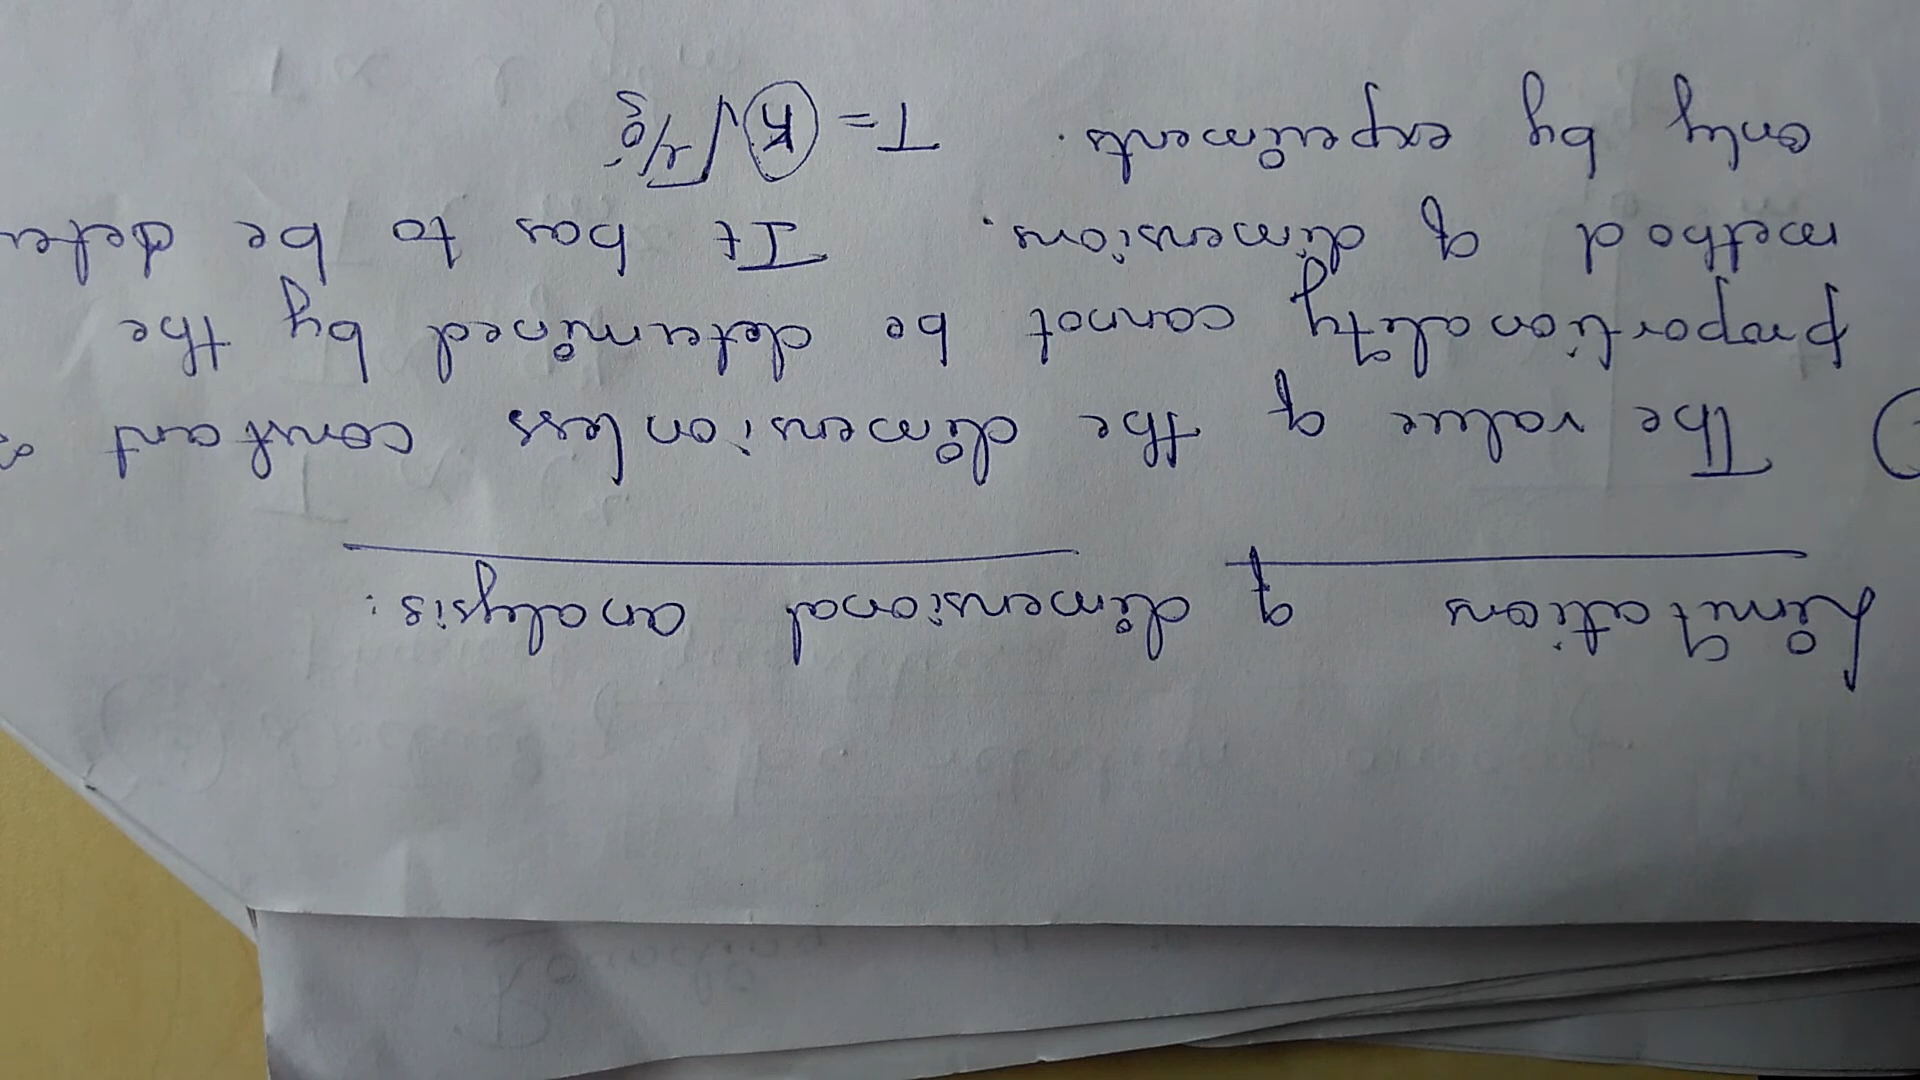 Limitations of dimensional analysis:
The value of the dimensionless constant
proportionality cannot be determined by the
method of dimensions. It has to be deter
only by experiments. T = K √